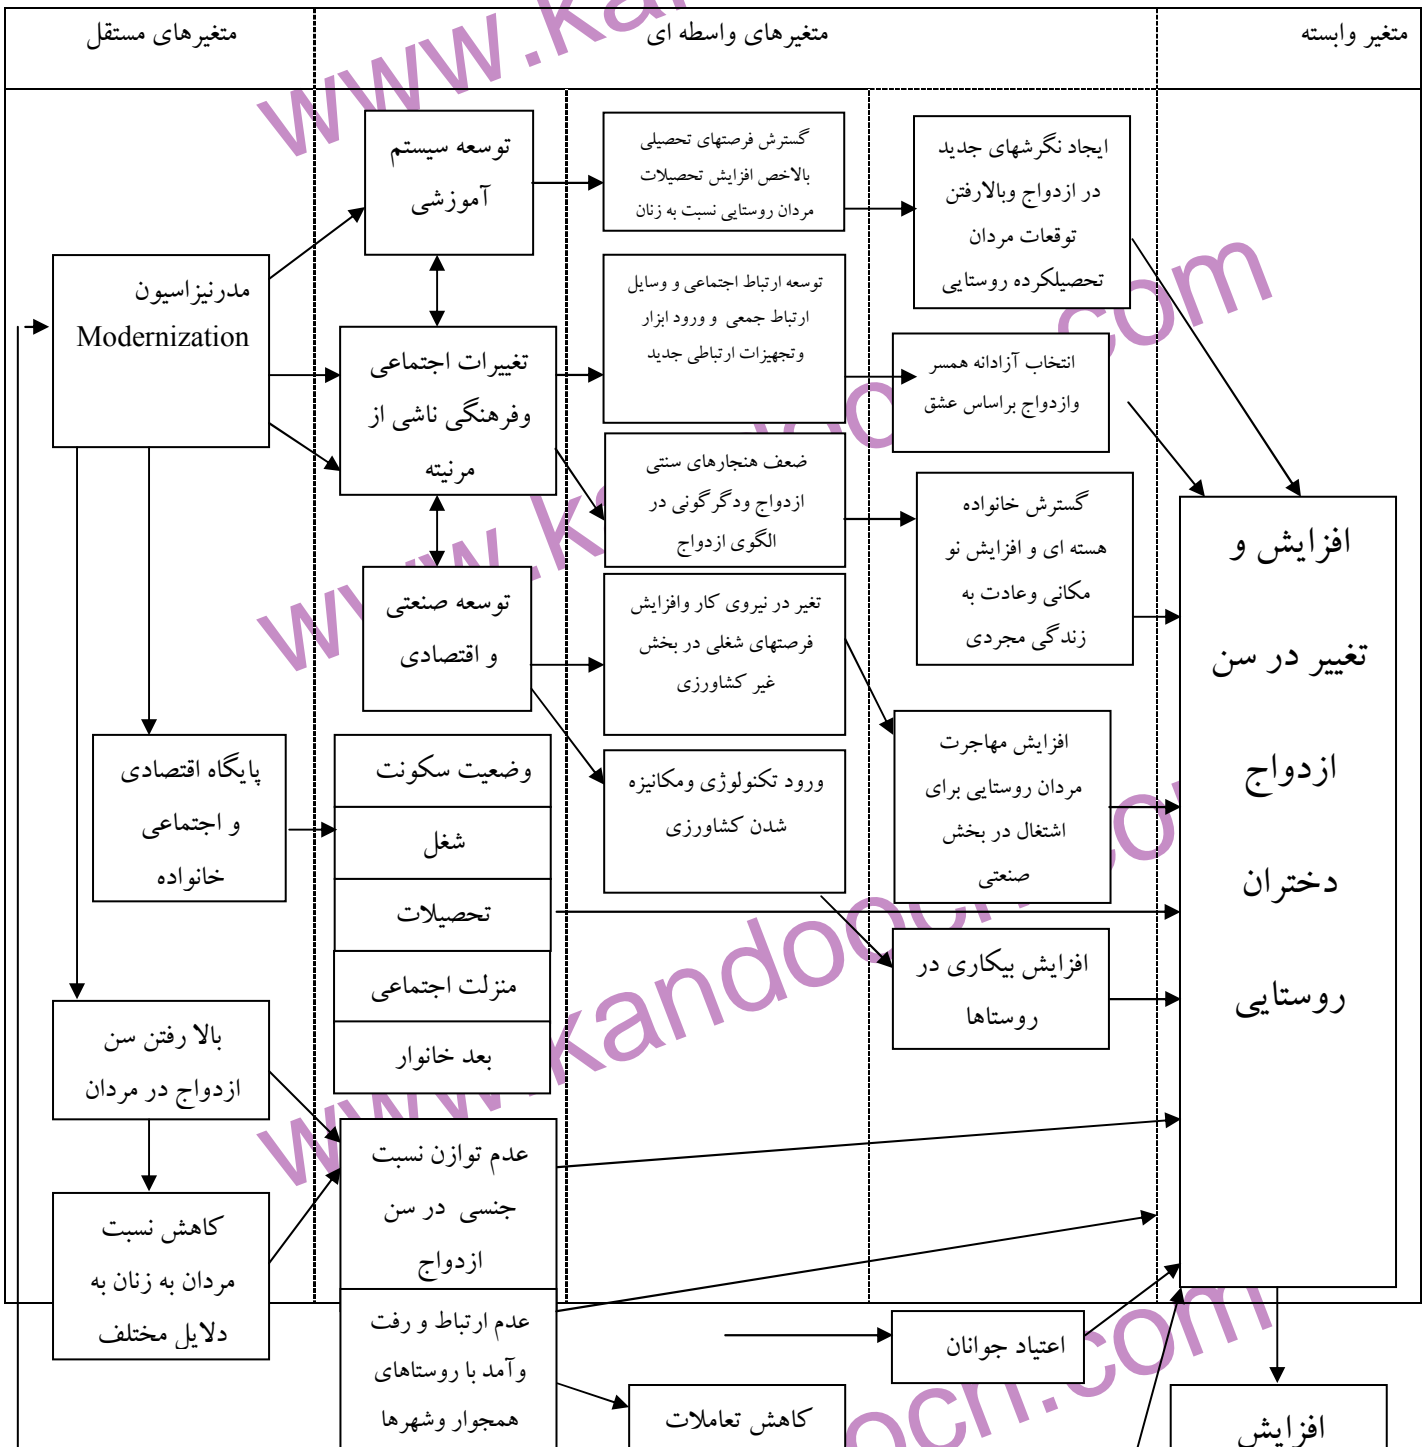 متغیر وابسته
متغیرهای واسطه ای
متغیرهای مستقل
مدرنیزاسیون
Modernization
توسعه سیستم
آموزشی
گسترش فرصتهای تحصیلی
بالاخص افزایش تحصیلات
مردان روستایی نسبت به زنان
ایجاد نگرشهای جدید
در ازدواج وبالارفتن
توقعات مردان
تحصیلکرده روستایی
تغییرات اجتماعی
وفرهنگی ناشی از
مرنیته
توسعه ارتباط اجتماعی و وسایل
ارتباط جمعی و ورود ابزار
وتجهیزات ارتباطی جدید
انتخاب آزادانه همسر
وازدواج براساس عشق
ضعف هنجارهای سنتی
ازدواج ودگرگونی در
الگوی ازدواج
گسترش خانواده
هسته ای و افزایش نو
مکانی وعادت به
زندگی مجردی
توسعه صنعتی
و اقتصادی
تغیر در نیروی کار وافزایش
فرصتهای شغلی در بخش
غیر کشاورزی
افزایش مهاجرت
مردان روستایی برای
اشتغال در بخش
صنعتی
ورود تکنولوژی ومکانیزه
شدن کشاورزی
افزایش بیکاری در
روستاها
پایگاه اقتصادی
و اجتماعی
خانواده
وضعیت سکونت
شغل
تحصیلات
منزلت اجتماعی
بعد خانوار
بالا رفتن سن
ازدواج در مردان
کاهش نسبت
مردان به زنان به
دلایل مختلف
عدم توازن نسبت
جنسی در سن
ازدواج
عدم ارتباط و رفت
وآمد با روستاهای
همجوار وشهرها
کاهش تعاملات
اعتیاد جوانان
افزایش و
تغییر در سن
ازدواج
دختران
روستایی
افزایش